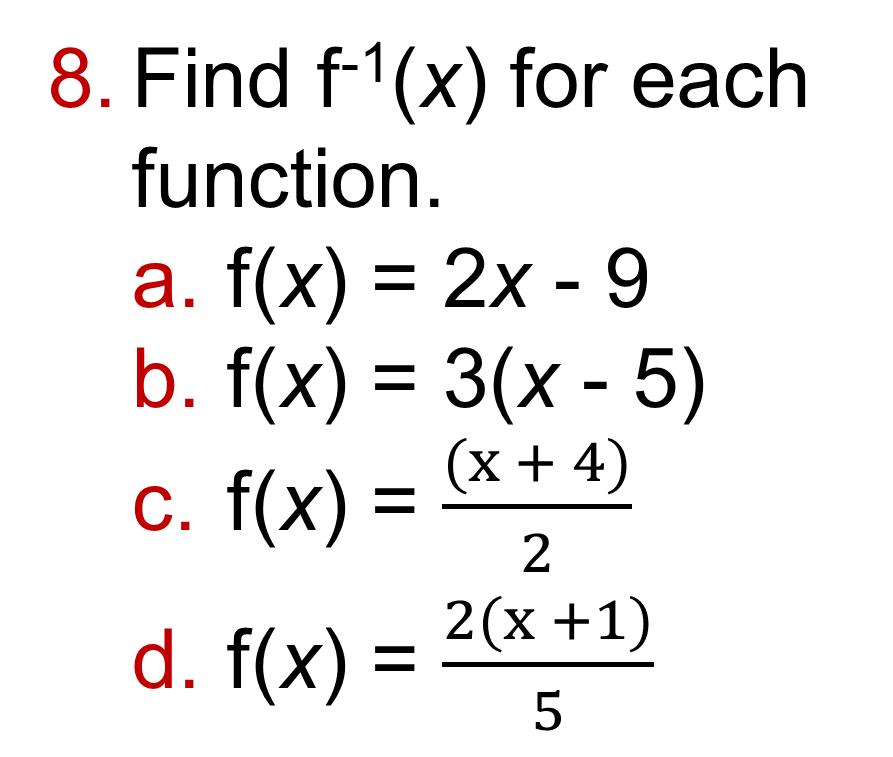 8. Find f⁻¹(x) for each
function.
a. f(x) = 2x - 9
b. f(x) = 3(x - 5)
c. f(x) = (x + 4)/2
d. f(x) = 2(x +1)/5